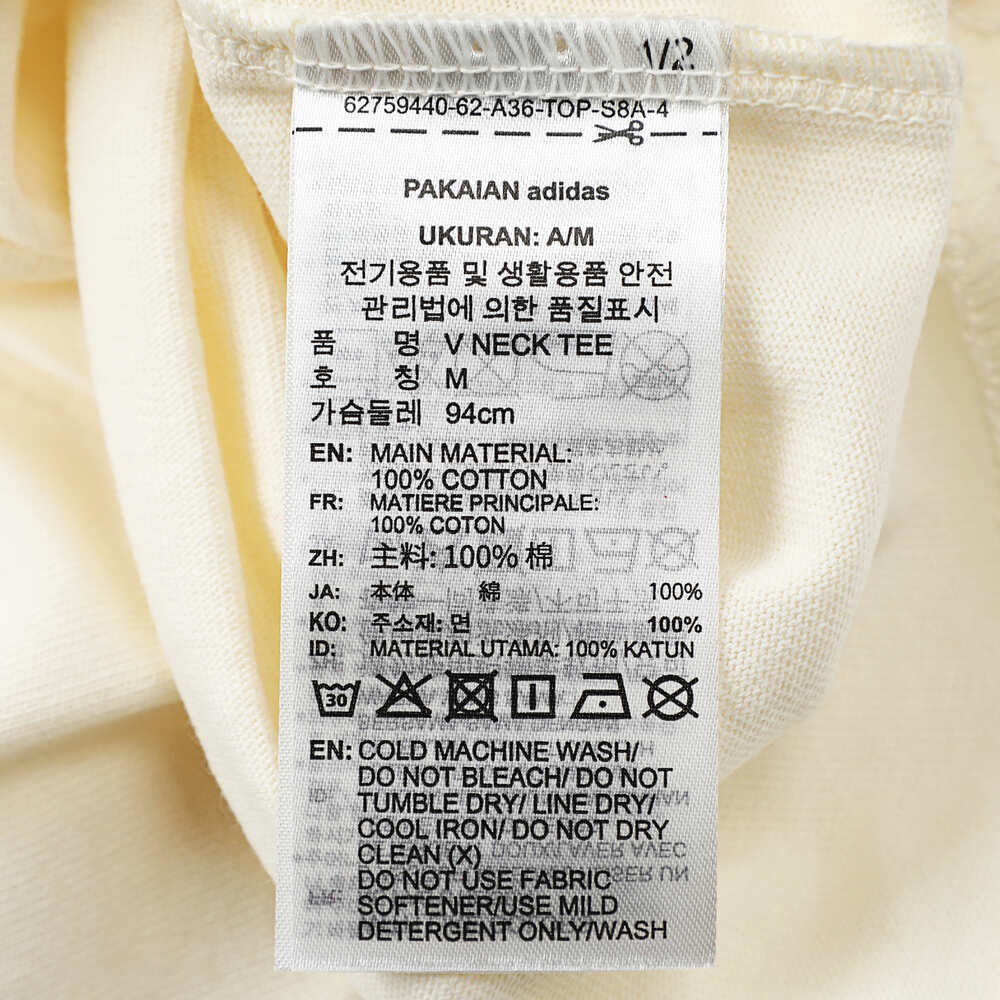 1/2
62759440-62-A36-TOP-S8A-4
PAKAIAN adidas
UKURAN: A/M
전기용품 및 생활용품 안전
관리법에 의한 품질표시
품 명 V NECK TEE
호 칭 M
가슴둘레 94cm
EN: MAIN MATERIAL:
100% COTTON
FR: MATIERE PRINCIPALE:
100% COTON
ZH: 主料: 100% 棉
JA: 本体 綿 100%
KO: 주소재: 면 100%
ID: MATERIAL UTAMA: 100% KATUN
30
EN: COLD MACHINE WASH/
DO NOT BLEACH/ DO NOT
TUMBLE DRY/ LINE DRY/
COOL IRON/ DO NOT DRY
CLEAN (X)
DO NOT USE FABRIC
SOFTENER/USE MILD
DETERGENT ONLY/WASH